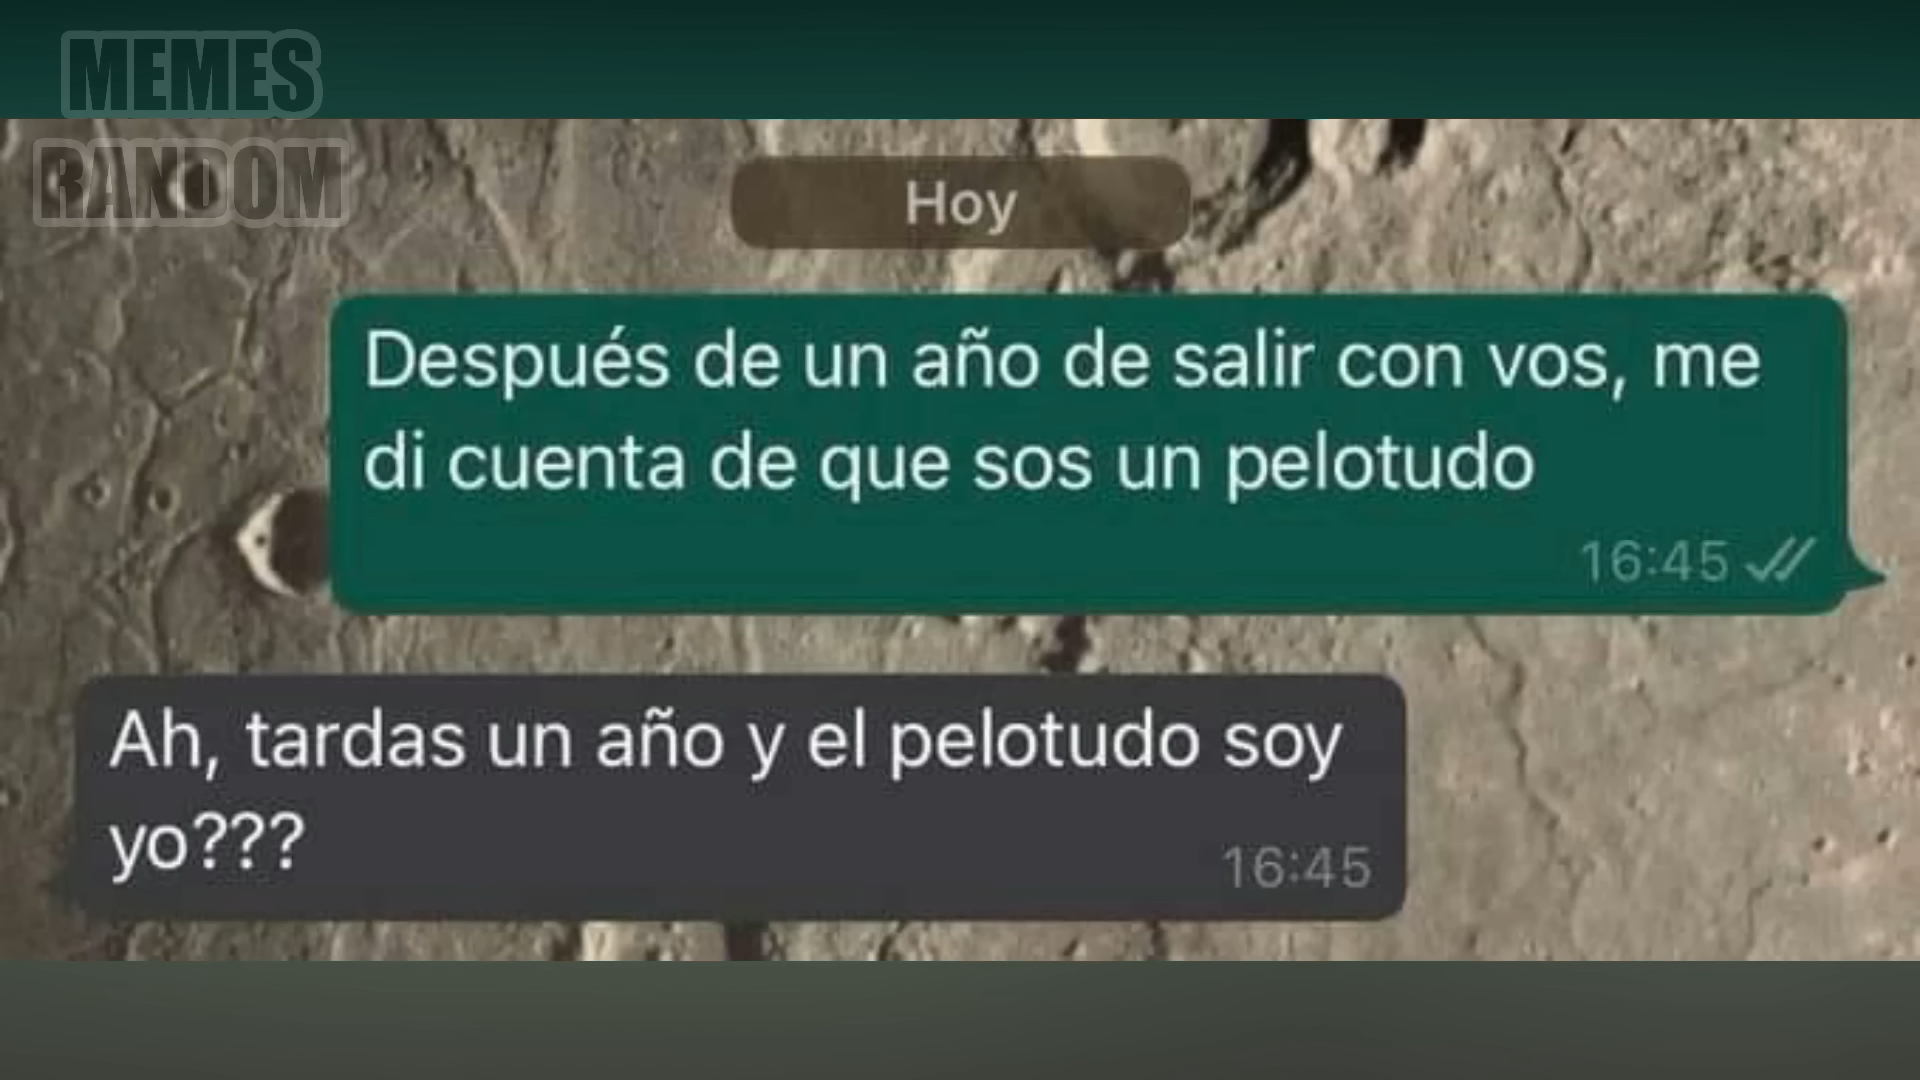 MEMES
RANDOM
Hoy
Después de un año de salir con vos, me
di cuenta de que sos un pelotudo
16:45
Ah, tardas un año y el pelotudo soy
yo???
16:45